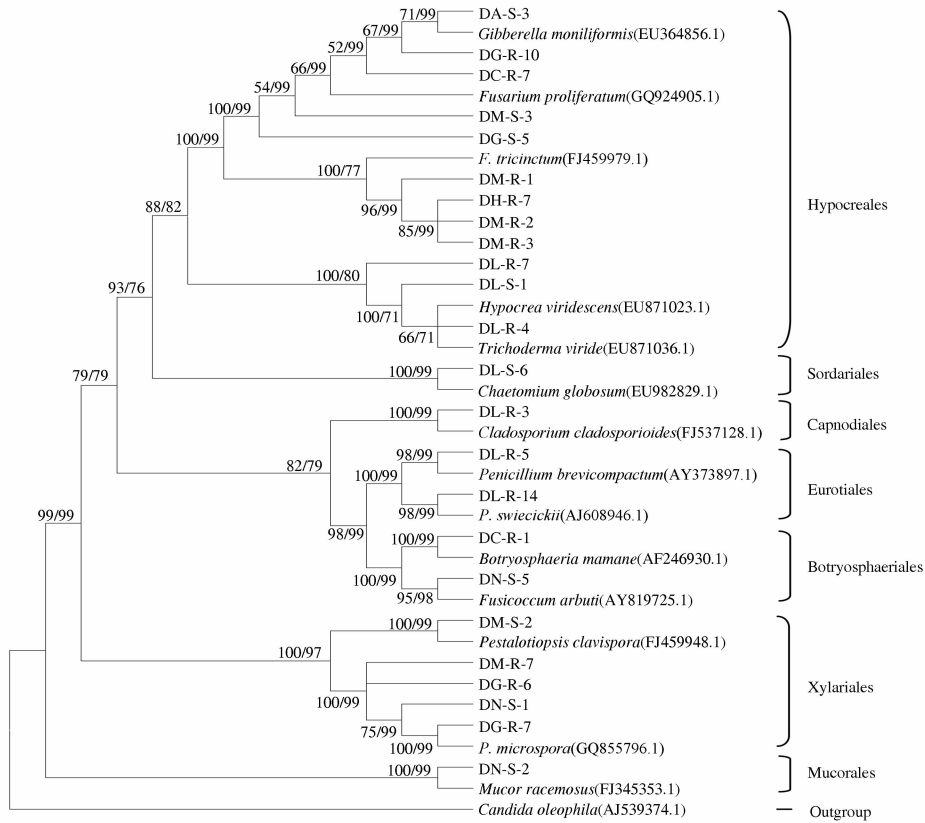 71/99
DA-S-3
Gibberella moniliformis(EU364856.1)
67/99
DG-R-10
52/99
DC-R-7
66/99
Fusarium proliferatum(GQ924905.1)
54/99
DM-S-3
100/99
DG-S-5
100/99
F. tricinctum(FJ459979.1)
100/77
DM-R-1
96/99
DH-R-7
DM-R-2
85/99
DM-R-3
Hypocreales
88/82
DL-R-7
100/80
DL-S-1
Hypocrea viridescens(EU871023.1)
100/71
DL-R-4
66/71
Trichoderma viride(EU871036.1)
93/76
DL-S-6
100/99
Chaetomium globosum(EU982829.1)
Sordariales
79/79
DL-R-3
100/99
Cladosporium cladosporioides(FJ537128.1)
Capnodiales
82/79
DL-R-5
98/99
Penicillium brevicompactum(AY373897.1)
100/99
DL-R-14
98/99
P. swiecickii(AJ608946.1)
Eurotiales
98/99
DC-R-1
100/99
Botryosphaeria mamane(AF246930.1)
100/99
DN-S-5
95/98
Fusicoccum arbuti(AY819725.1)
Botryosphaeriales
99/99
DM-S-2
100/99
Pestalotiopsis clavispora(FJ459948.1)
100/97
DM-R-7
DG-R-6
100/99
DN-S-1
75/99
DG-R-7
100/99
P. microspora(GQ855796.1)
Xylariales
DN-S-2
100/99
Mucor racemosus(FJ345353.1)
Mucorales
Candida oleophila(AJ539374.1)
Outgroup